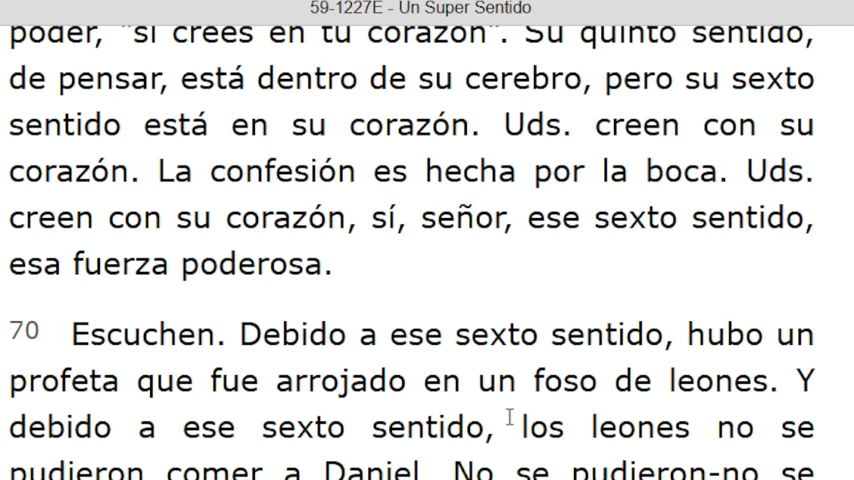 59-1227E - Un Super Sentido
poder, "si crees en tu corazón". Su quinto sentido,
de pensar, está dentro de su cerebro, pero su sexto
sentido está en su corazón. Uds. creen con su
corazón. La confesión es hecha por la boca. Uds.
creen con su corazón, sí, señor, ese sexto sentido,
esa fuerza poderosa.
70 Escuchen. Debido a ese sexto sentido, hubo un
profeta que fue arrojado en un foso de leones. Y
debido a ese sexto sentido, los leones no se
pudieron comer a Daniel. No se pudieron-no se